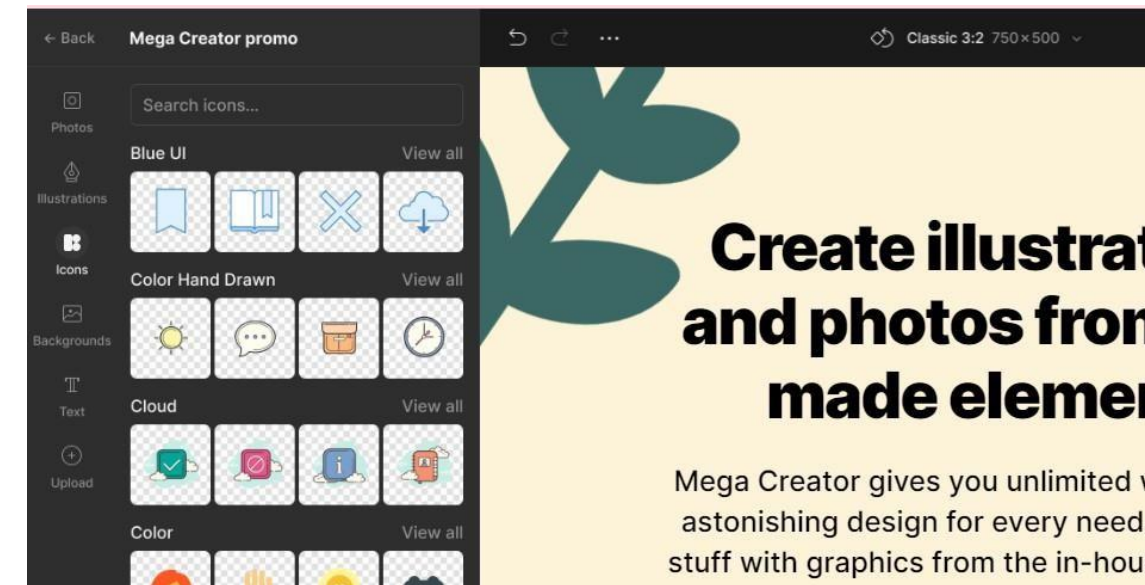 ← Back Mega Creator promo
Classic 3:2 750×500
Photos
Illustrations
Icons
Backgrounds
Text
Upload
Search icons...
Blue UI View all
Color Hand Drawn View all
Cloud View all
Color View all
Create illustrat
and photos from
made elemen
Mega Creator gives you unlimited
astonishing design for every need
stuff with graphics from the in-hou